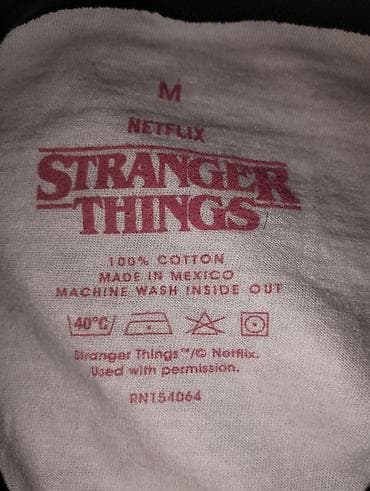 M
NETFLIX
STRANGER
THINGS
100% COTTON
MADE IN MEXICO
MACHINE WASH INSIDE OUT
40°C
Stranger Things™/© Netflix.
Used with permission.
RN154064